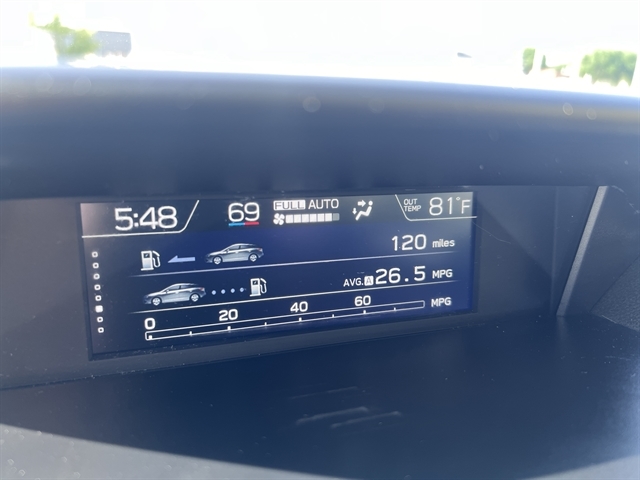 5:48 69 FULL AUTO OUT TEMP 81°F
120 miles
AVG. A 26.5 MPG
0 20 40 60 MPG